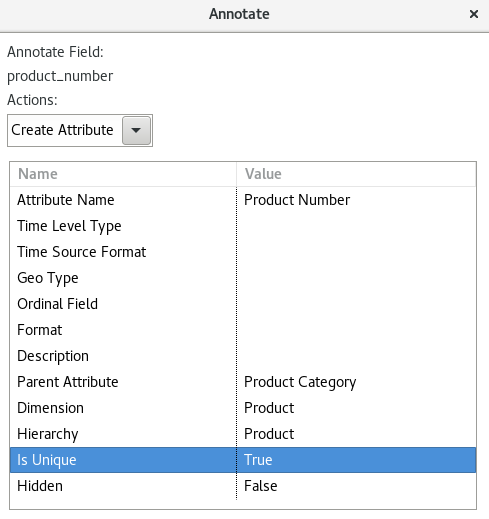 Annotate
Annotate Field:
product_number
Actions:
Create Attribute
Name Value
Attribute Name Product Number
Time Level Type
Time Source Format
Geo Type
Ordinal Field
Format
Description
Parent Attribute Product Category
Dimension Product
Hierarchy Product
Is Unique True
Hidden False